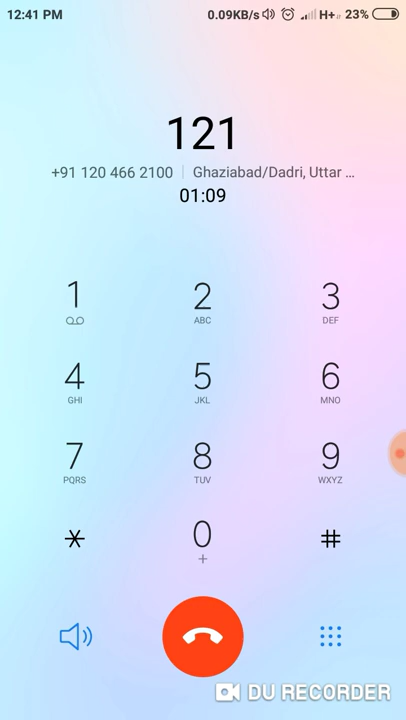 12:41 PM 0.09KB/s H+ 23%
121
+91 120 466 2100 | Ghaziabad/Dadri, Uttar ...
01:09
1 2 3
ABC DEF
4 5 6
GHI JKL MNO
7 8 9
PQRS TUV WXYZ
* 0 #
+
DU RECORDER